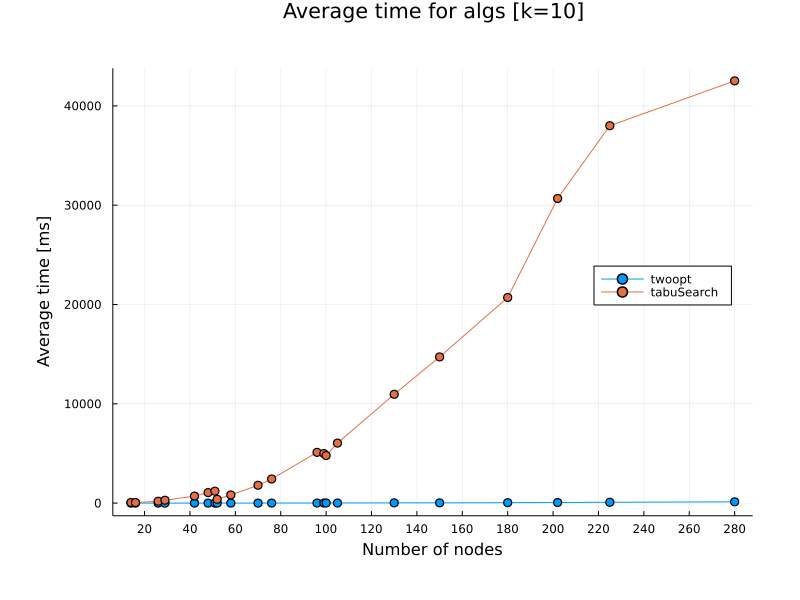 Average time for algs [k=10]
Average time [ms]
40000
30000
20000
10000
0
20 40 60 80 100 120 140 160 180 200 220 240 260 280
Number of nodes
twoopt
tabuSearch